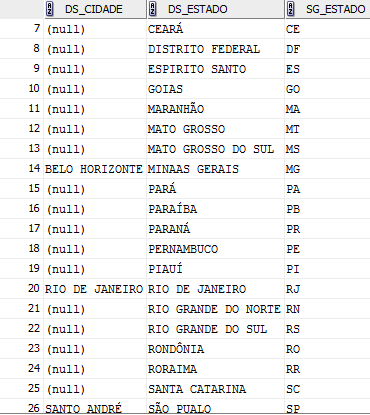 DS_CIDADE DS_ESTADO SG_ESTADO
7 (null) CEARÁ CE
8 (null) DISTRITO FEDERAL DF
9 (null) ESPIRITO SANTO ES
10 (null) GOIAS GO
11 (null) MARANHÃO MA
12 (null) MATO GROSSO MT
13 (null) MATO GROSSO DO SUL MS
14 BELO HORIZONTE MINAAS GERAIS MG
15 (null) PARÁ PA
16 (null) PARAÍBA PB
17 (null) PARANÁ PR
18 (null) PERNAMBUCO PE
19 (null) PIAUÍ PI
20 RIO DE JANEIRO RIO DE JANEIRO RJ
21 (null) RIO GRANDE DO NORTE RN
22 (null) RIO GRANDE DO SUL RS
23 (null) RONDÔNIA RO
24 (null) RORAIMA RR
25 (null) SANTA CATARINA SC
26 SANTO ANDRÉ SÃO PUALO SP